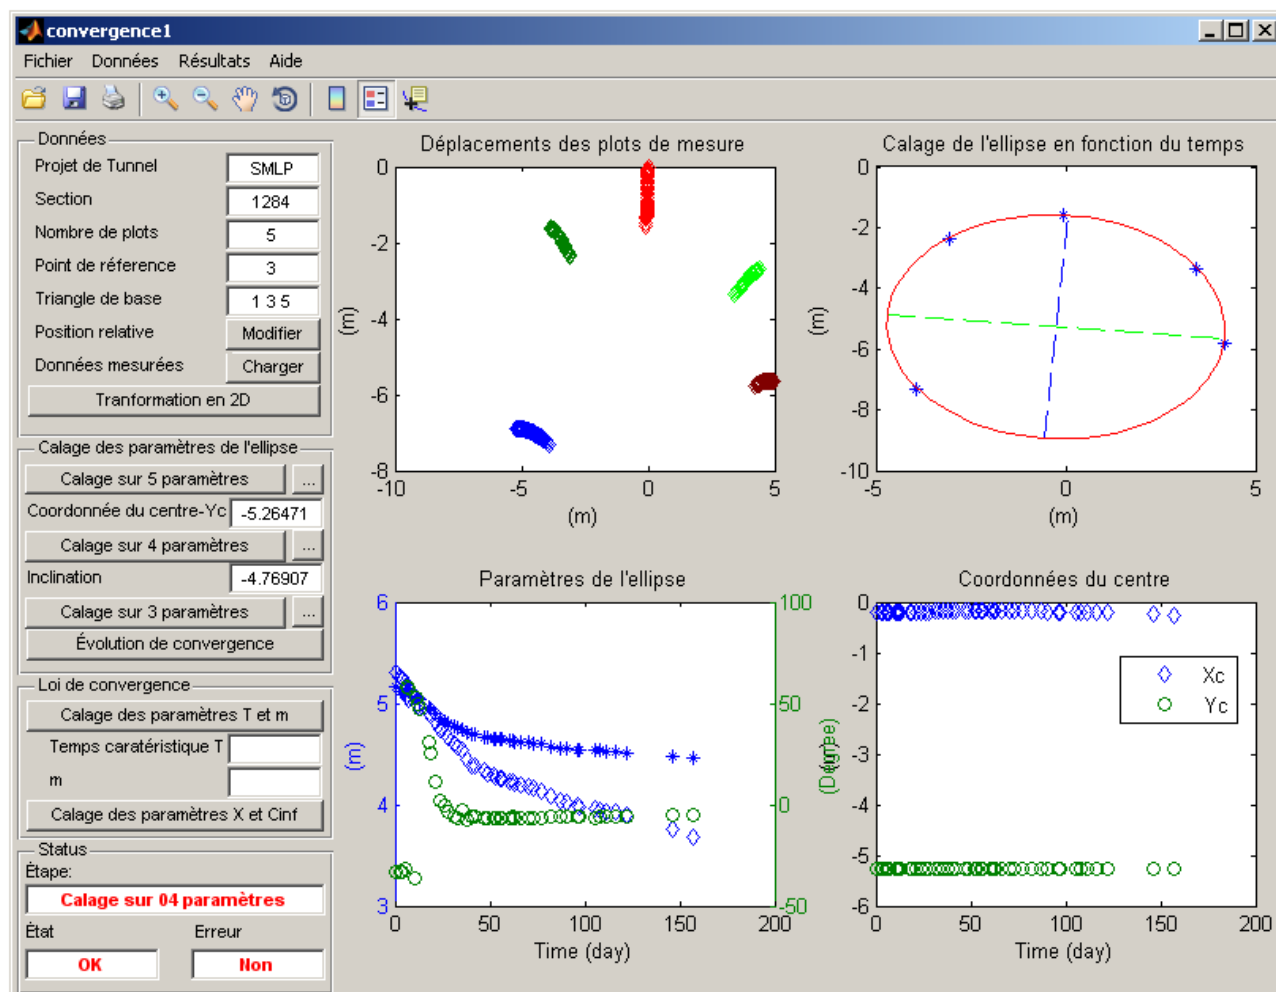 convergence1
Fichier Données Résultats Aide
Données
Projet de Tunnel SMLP
Section 1284
Nombre de plots 5
Point de réference 3
Triangle de base 1 3 5
Position relative Modifier
Données mesurées Charger
Tranformation en 2D
Calage des paramètres de l'ellipse
Calage sur 5 paramètres ...
Coordonnée du centre-Yc -5.26471
Calage sur 4 paramètres ...
Inclination -4.76907
Calage sur 3 paramètres ...
Évolution de convergence
Loi de convergence
Calage des paramètres T et m
Temps caratéristique T
m
Calage des paramètres X et Cinf
Status
Étape:
Calage sur 04 paramètres
État Erreur
OK Non
Déplacements des plots de mesure
0
-2
-4
-6
-8
-10 -5 0 5
(m)
(m)
Calage de l'ellipse en fonction du temps
0
-2
-4
-6
-8
-10
-5 0 5
(m)
(m)
Paramètres de l'ellipse
6
5
4
3
100
50
0
-50
0 50 100 150 200
(m)
(Degree)
Time (day)
Coordonnées du centre
0
-1
-2
-3
-4
-5
-6
0 50 100 150 200
(m)
Time (day)
Xc
Yc